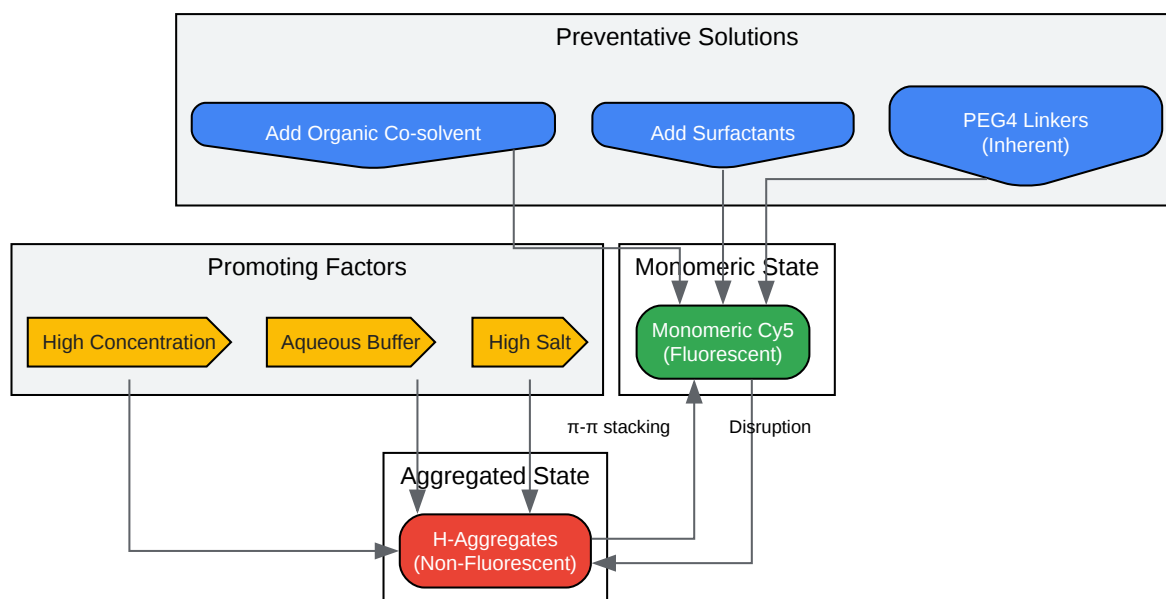 Preventative Solutions
Add Organic Co-solvent
Add Surfactants
PEG4 Linkers
(Inherent)
Promoting Factors
Monomeric State
High Concentration
Aqueous Buffer
High Salt
Monomeric Cy5
(Fluorescent)
π-π stacking
Disruption
Aggregated State
H-Aggregates
(Non-Fluorescent)